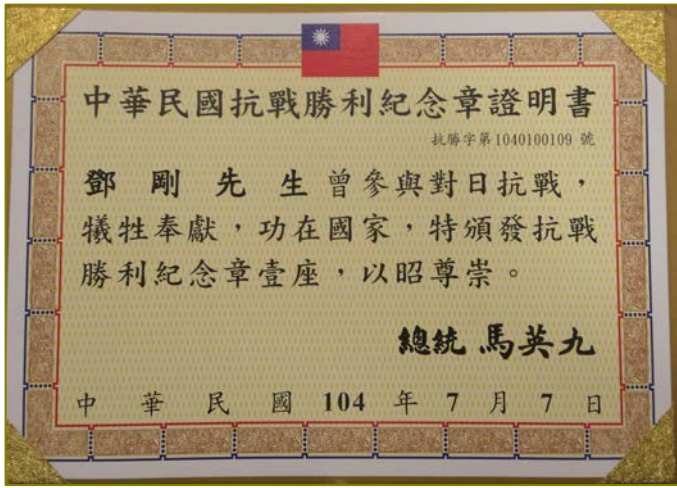 中華民國抗戰勝利紀念章證明書
抗勝字第1040100109 號
鄧剛先生曾參與對日抗戰，
犧牲奉獻，功在國家，特頒發抗戰
勝利紀念章壹座，以昭尊崇。
總統 馬英九
中華民國 104 年 7 月 7 日